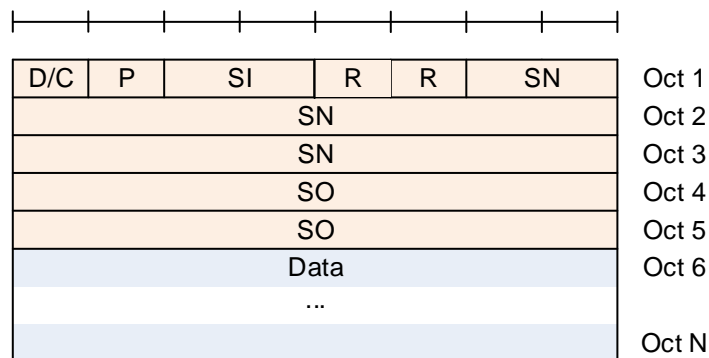 D/C P SI R R SN Oct 1
SN Oct 2
SN Oct 3
SO Oct 4
SO Oct 5
Data Oct 6
...
Oct N